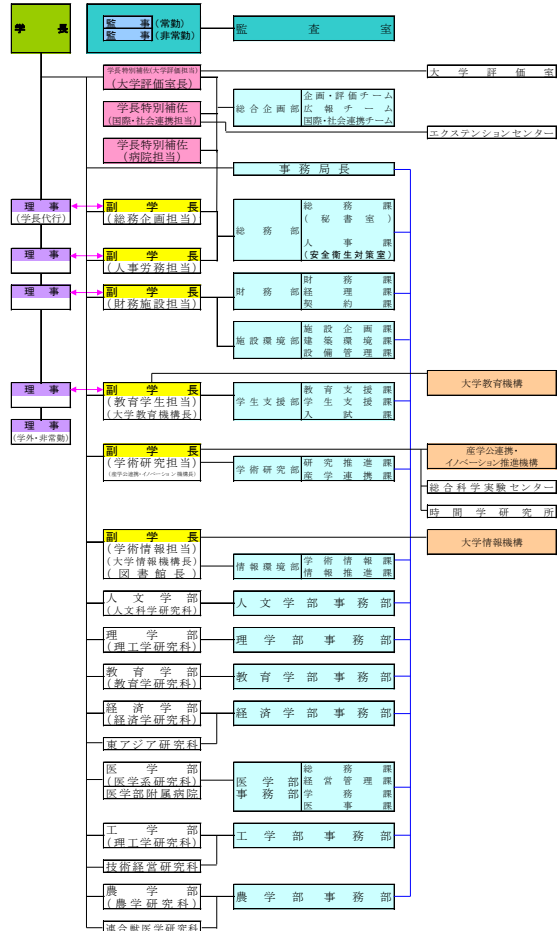 学長
監事(常勤)
監事(非常勤)
監査室
学長特別補佐(大学評価担当)
(大学評価室長)
大学評価室
学長特別補佐
(国際・社会連携担当)
総合企画部
企画・評価チーム
広報チーム
国際・社会連携チーム
エクステンションセンター
学長特別補佐
(病院担当)
事務局長
理事
(学長代行)
副学長
(総務企画担当)
総務部
総務課
(秘書室)
人事課
(安全衛生対策室)
理事
副学長
(人事労務担当)
理事
副学長
(財務施設担当)
財務部
財務課
経理課
契約課
施設環境部
施設企画課
建築環境課
設備管理課
理事
副学長
(教育学生担当)
(大学教育機構長)
学生支援部
教育支援課
学生支援課
入試課
大学教育機構
理事
(学外・非常勤)
副学長
(学術研究担当)
(産学公連携・イノベーション機構長)
学術研究部
研究推進課
産学連携課
産学公連携・
イノベーション推進機構
総合科学実験センター
時間学研究所
副学長
(学術情報担当)
(大学情報機構長)
(図書館長)
情報環境部
学術情報課
情報推進課
大学情報機構
人文学部
(人文科学研究科)
人文学部事務部
理学部
(理工学研究科)
理学部事務部
教育学部
(教育学研究科)
教育学部事務部
経済学部
(経済学研究科)
経済学部事務部
東アジア研究科
医学部
(医学系研究科)
医学部附属病院
医学部
事務部
総務課
経営管理課
学務課
医事課
工学部
(理工学研究科)
工学部事務部
技術経営研究科
農学部
(農学研究科)
農学部事務部
連合獣医学研究科